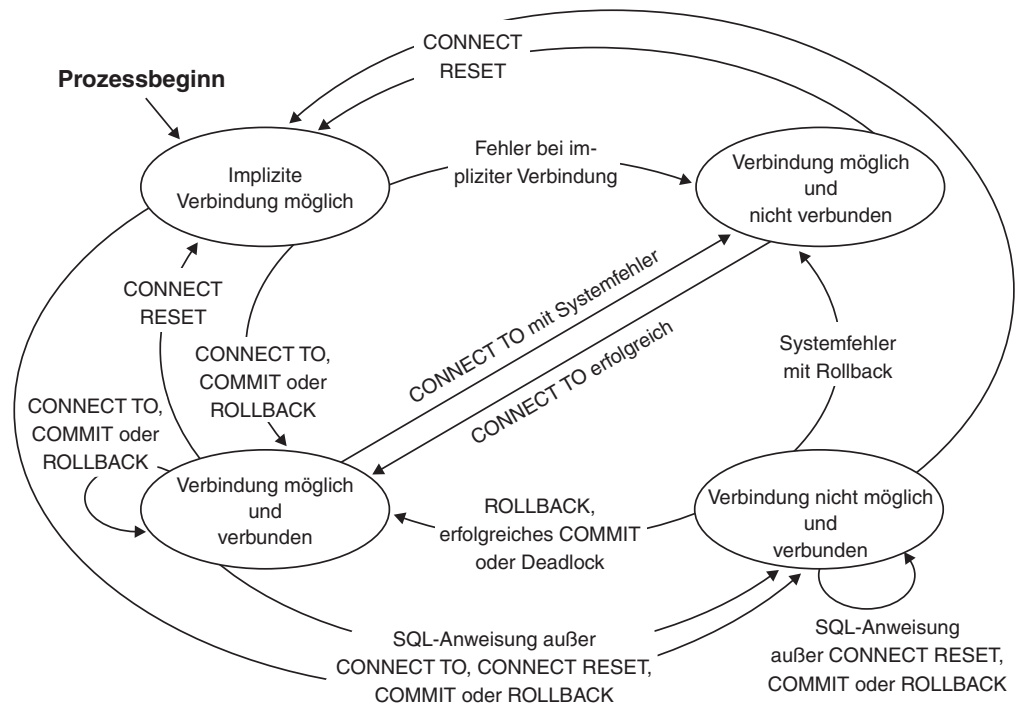 CONNECT
RESET
Prozessbeginn
Implizite
Verbindung möglich
Fehler bei im-
pliziter Verbindung
Verbindung möglich
und
nicht verbunden
CONNECT
RESET
CONNECT TO mit Systemfehler
CONNECT TO erfolgreich
Systemfehler
mit Rollback
CONNECT TO,
COMMIT oder
ROLLBACK
CONNECT TO,
COMMIT oder
ROLLBACK
Verbindung möglich
und
verbunden
ROLLBACK,
erfolgreiches COMMIT
oder Deadlock
Verbindung nicht möglich
und
verbunden
SQL-Anweisung außer
CONNECT TO, CONNECT RESET,
COMMIT oder ROLLBACK
SQL-Anweisung
außer CONNECT RESET,
COMMIT oder ROLLBACK